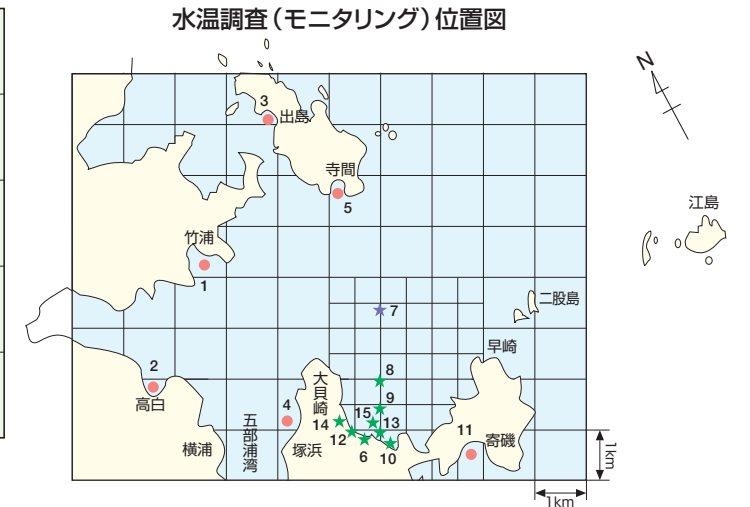 水温調査（モニタリング）位置図
N
3
出島
寺間
5
江島
竹浦
1
7
二股島
早崎
2
高白
8
大貝崎
9
4
15
14
13
11
五部浦湾
12
寄磯
横浦
塚浜
6
10
1km
1km